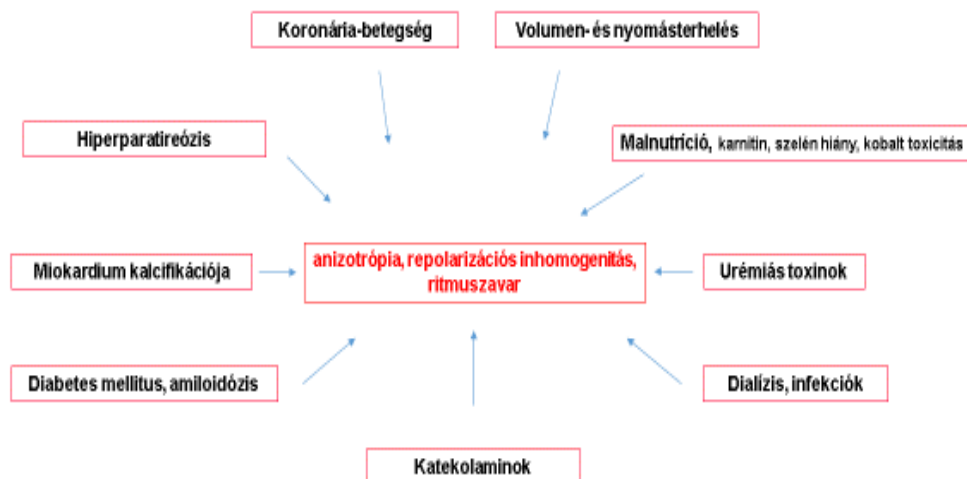 Koronária-betegség
Volumen- és nyomásterhelés
Hiperparatireózis
Malnutríció, karnitin, szelén hiány, kobalt toxicitás
anizotrópia, repolarizációs inhomogenitás,
ritmuszavar
Miokardium kalcifikációja
Urémiás toxinok
Diabetes mellitus, amiloidózis
Dialízis, infekciók
Katekolaminok